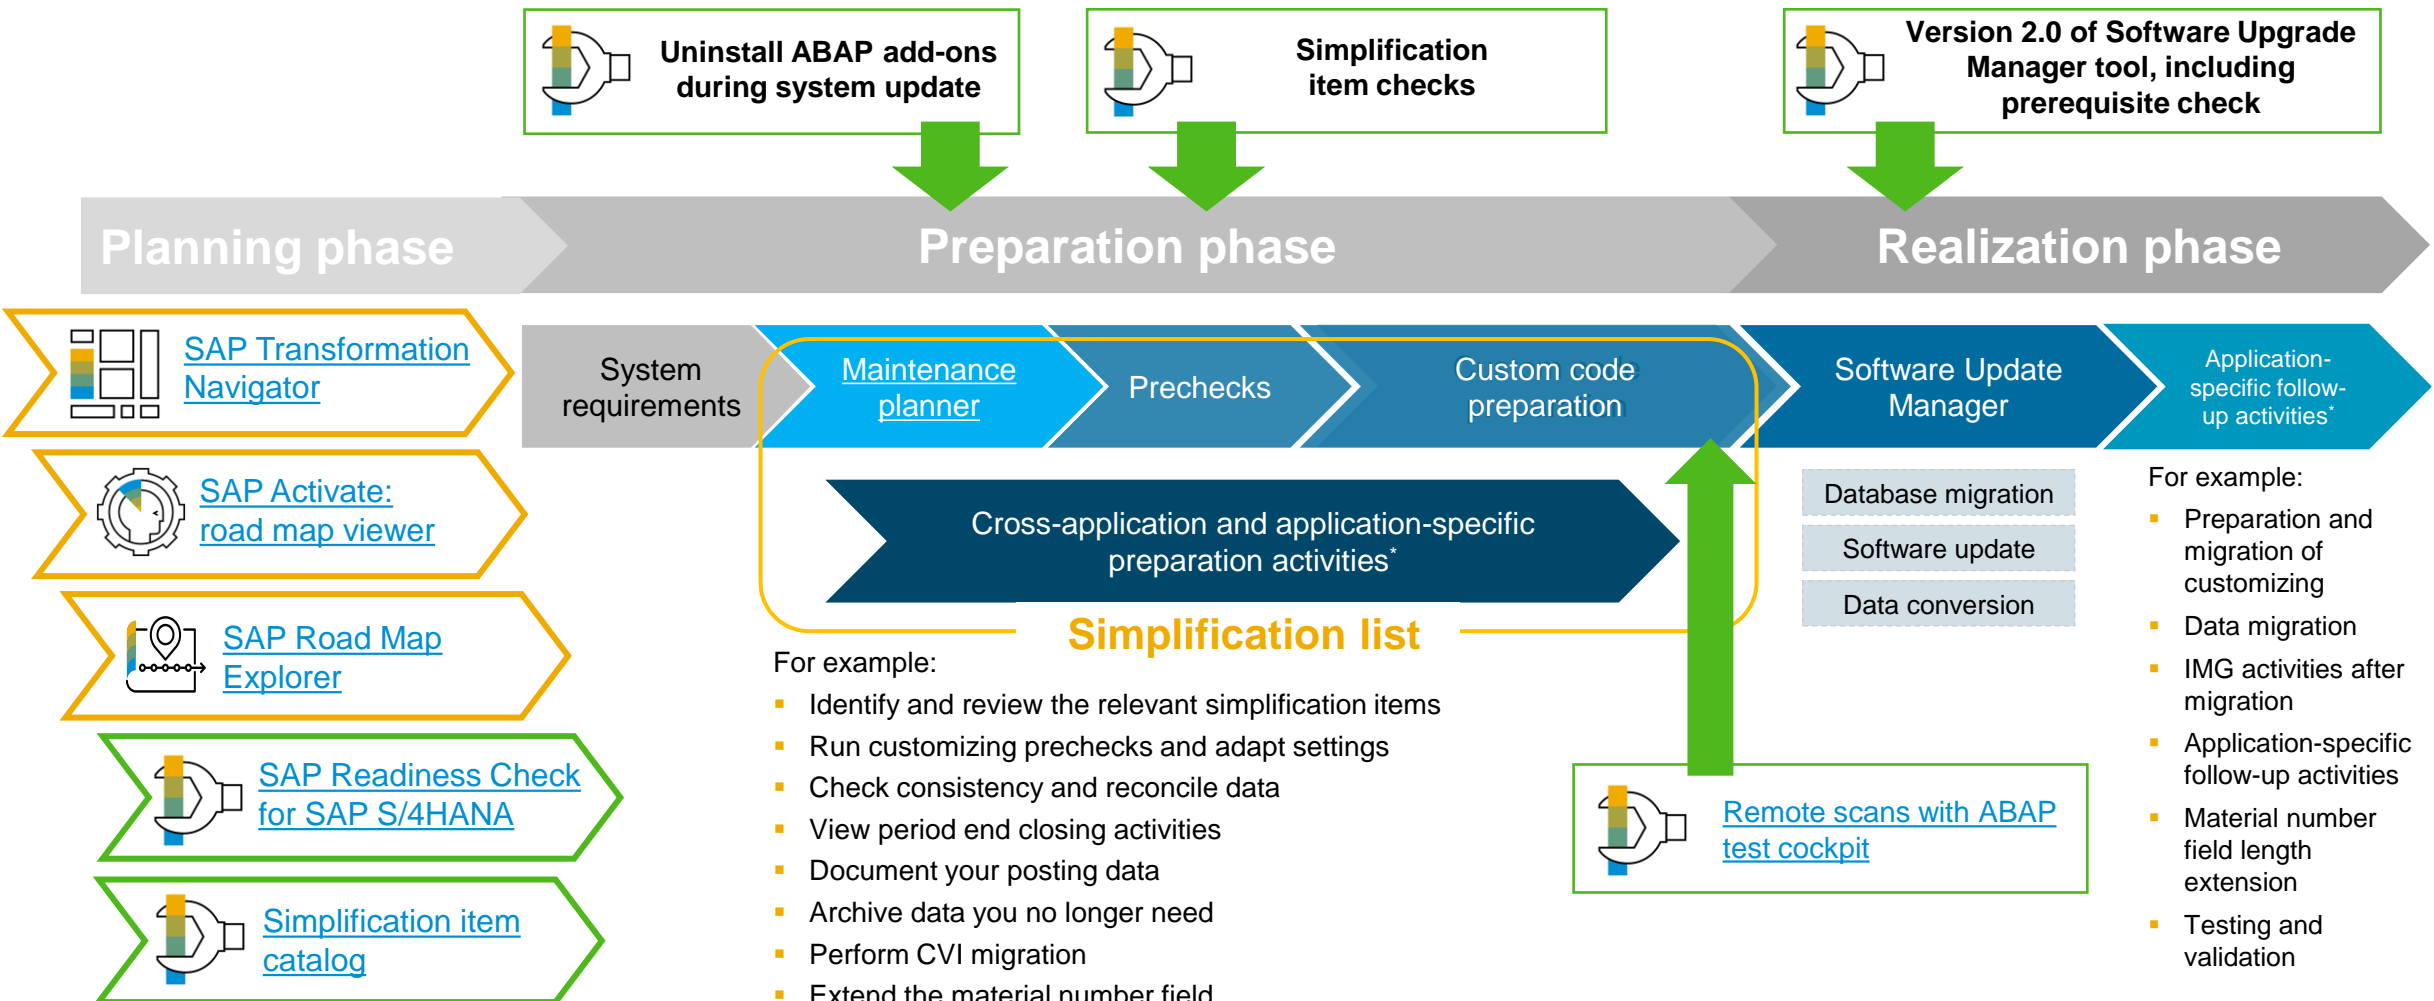 Uninstall ABAP add-ons
during system update
Simplification
item checks
Version 2.0 of Software Upgrade
Manager tool, including
prerequisite check
Planning phase
Preparation phase
Realization phase
SAP Transformation
Navigator
SAP Activate:
road map viewer
SAP Road Map
Explorer
SAP Readiness Check
for SAP S/4HANA
Simplification item
catalog
System
requirements
Maintenance
planner
Prechecks
Custom code
preparation
Software Update
Manager
Application-
specific follow-
up activities*
Cross-application and application-specific
preparation activities*
Simplification list
For example:
▪ Identify and review the relevant simplification items
▪ Run customizing prechecks and adapt settings
▪ Check consistency and reconcile data
▪ View period end closing activities
▪ Document your posting data
▪ Archive data you no longer need
▪ Perform CVI migration
▪ Extend the material number field
Remote scans with ABAP
test cockpit
Database migration
Software update
Data conversion
For example:
▪ Preparation and
migration of
customizing
▪ Data migration
▪ IMG activities after
migration
▪ Application-specific
follow-up activities
▪ Material number
field length
extension
▪ Testing and
validation